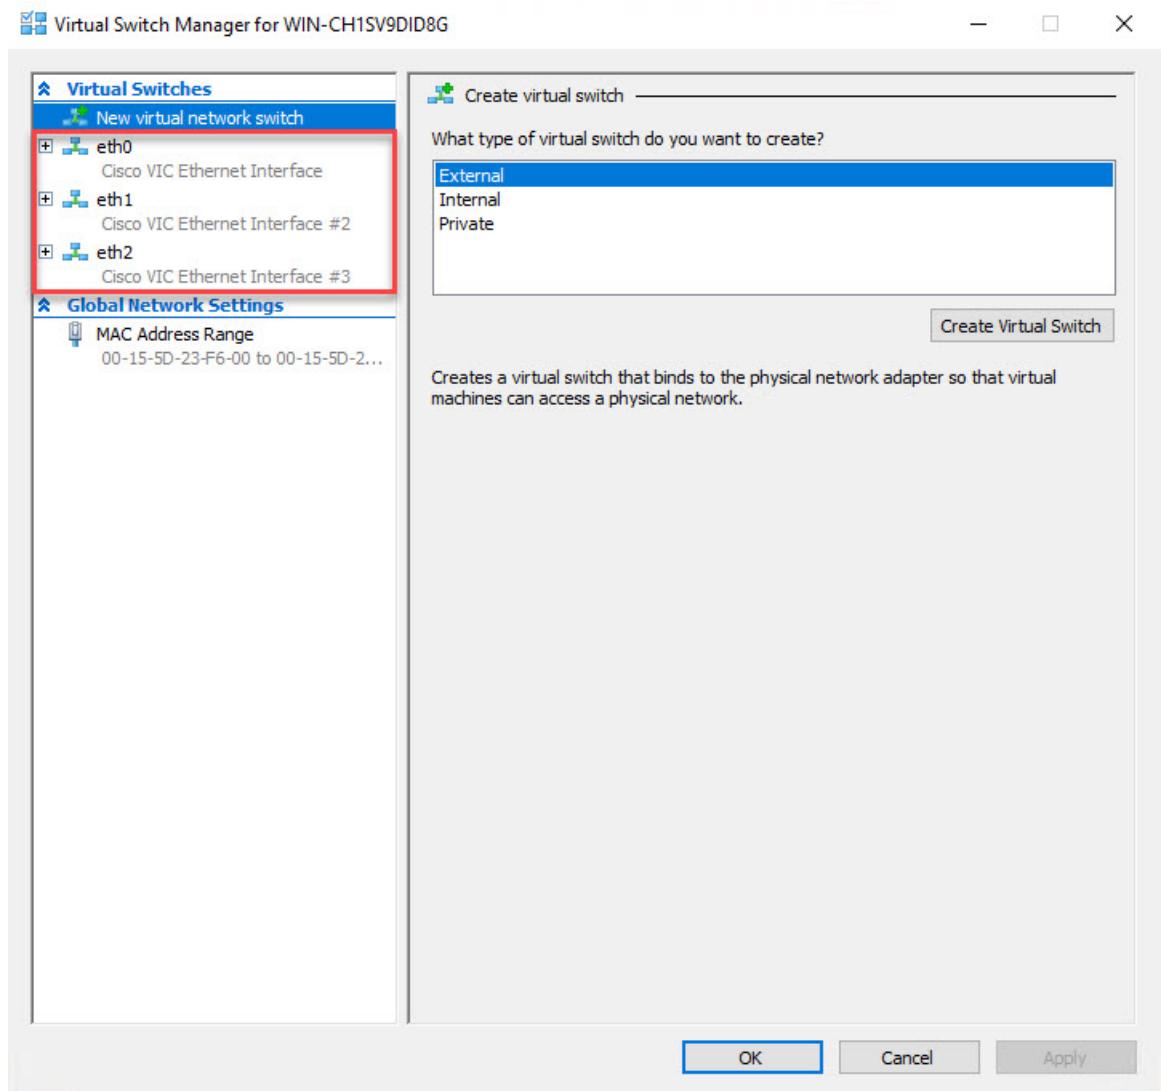 Virtual Switch Manager for WIN-CH1SV9DID8G
Virtual Switches
New virtual network switch
eth0
Cisco VIC Ethernet Interface
eth1
Cisco VIC Ethernet Interface #2
eth2
Cisco VIC Ethernet Interface #3
Global Network Settings
MAC Address Range
00-15-5D-23-F6-00 to 00-15-5D-2...
Create virtual switch
What type of virtual switch do you want to create?
External
Internal
Private
Create Virtual Switch
Creates a virtual switch that binds to the physical network adapter so that virtual
machines can access a physical network.
OK
Cancel
Apply